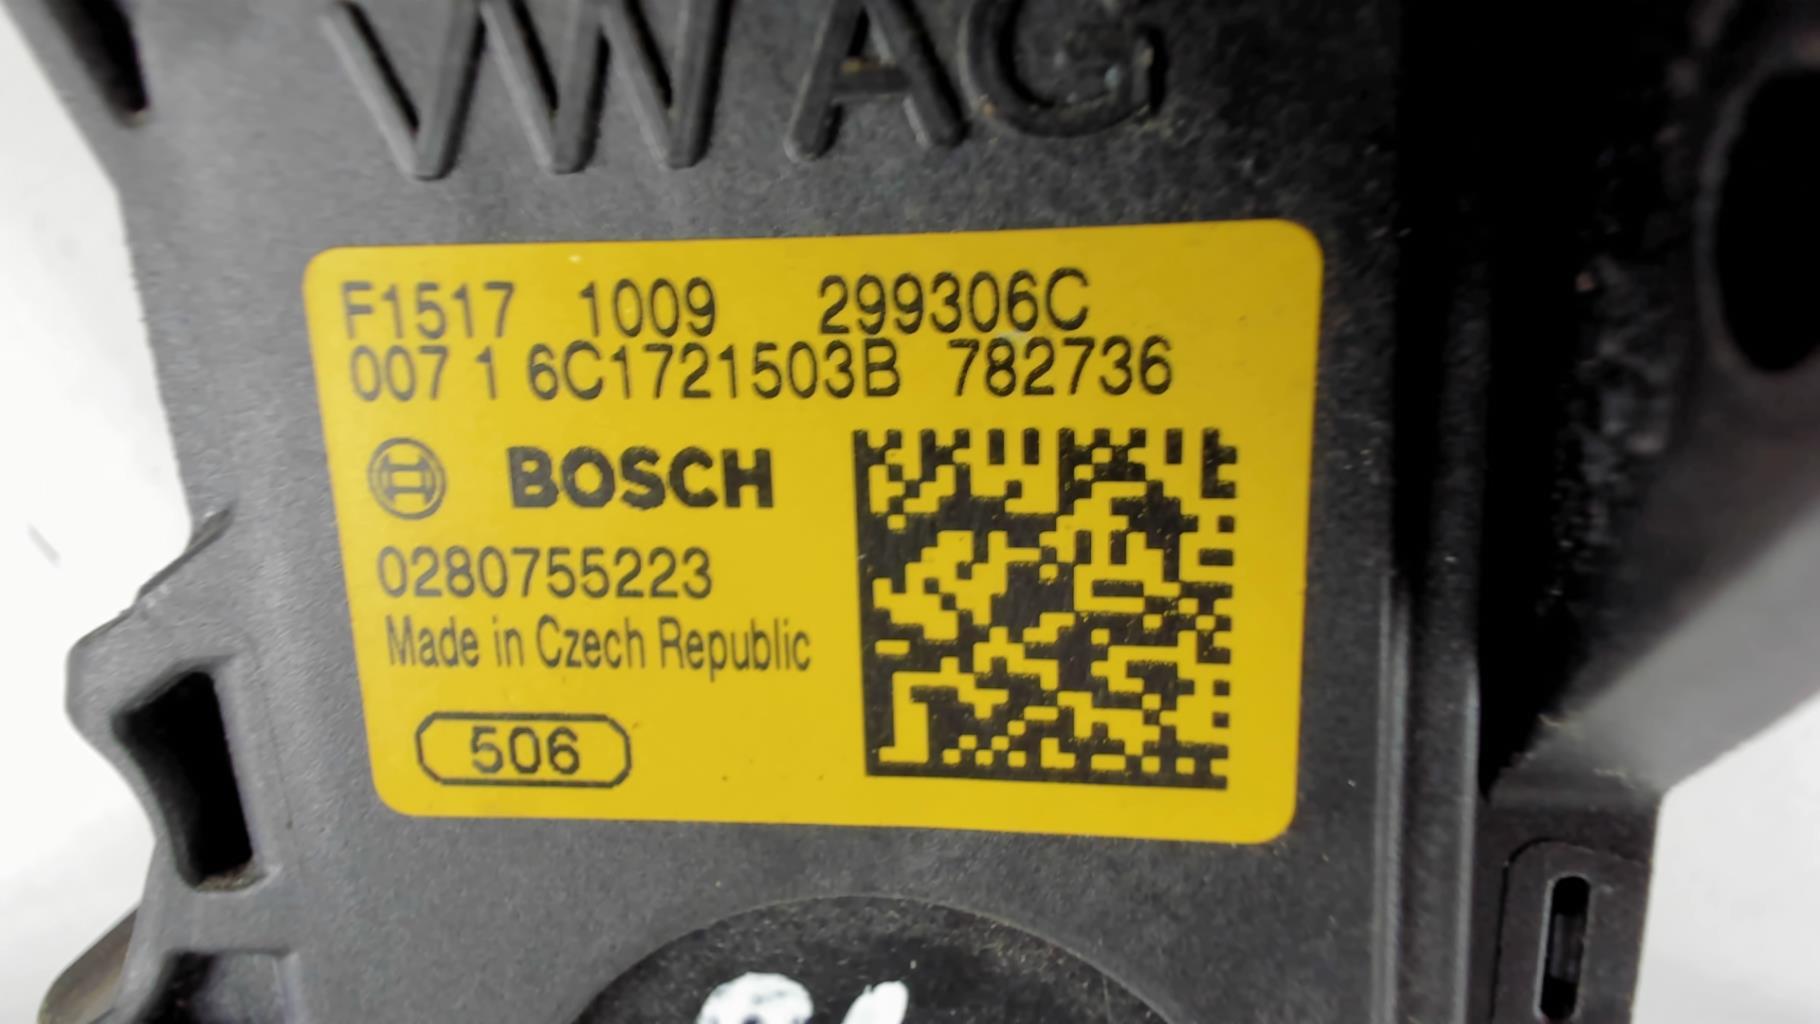 VW AG
F1517 1009 299306C
007 1 6C1721503B 782736
BOSCH
0280755223
Made in Czech Republic
506